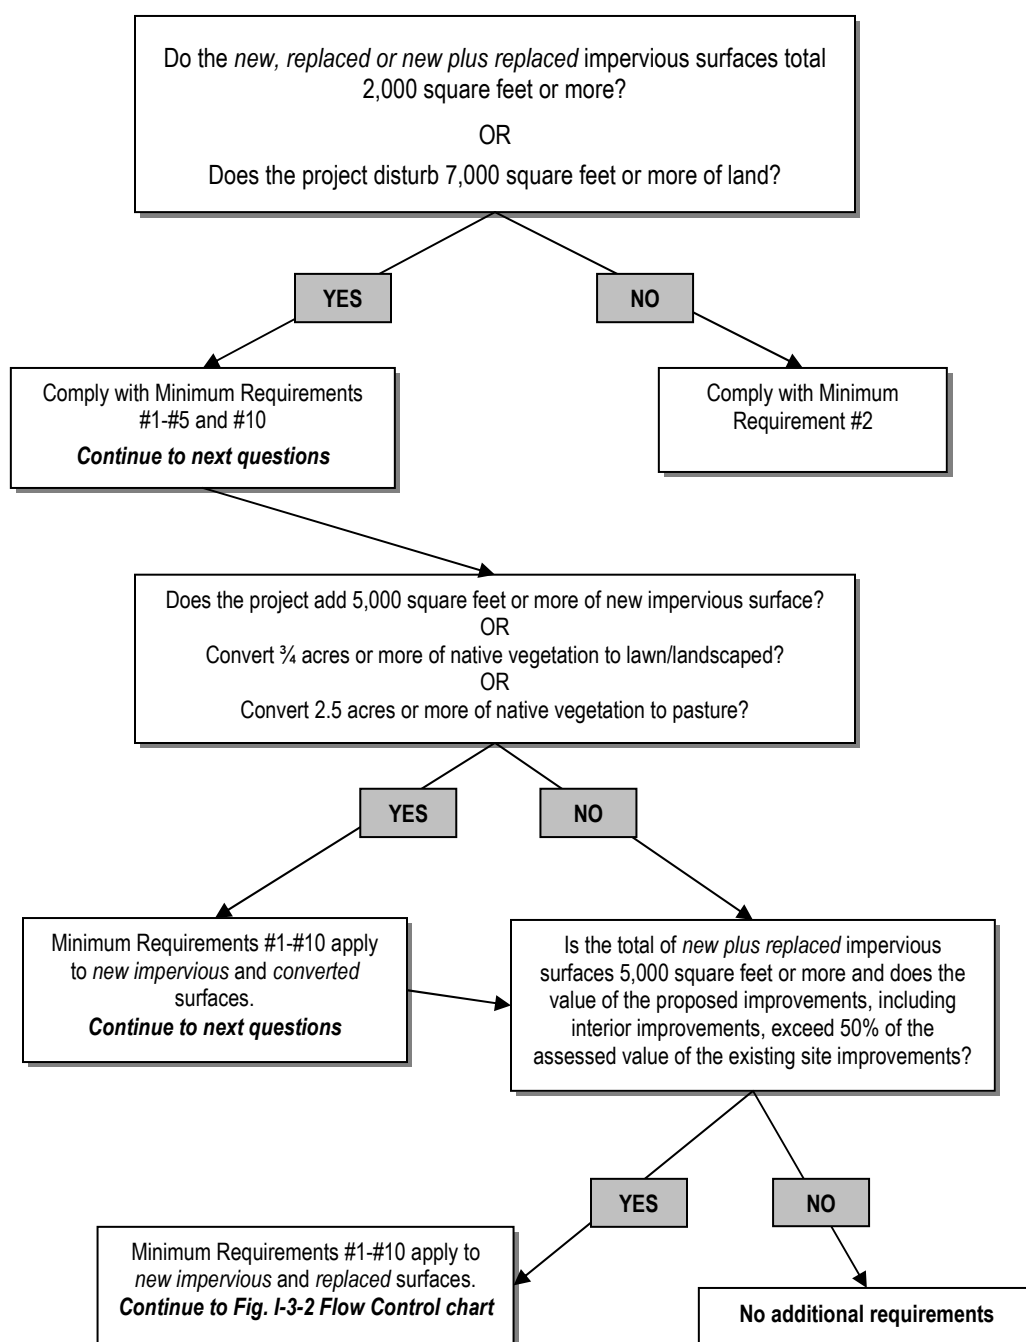 Do the new, replaced or new plus replaced impervious surfaces total
2,000 square feet or more?
OR
Does the project disturb 7,000 square feet or more of land?
YES
NO
Comply with Minimum Requirements
#1-#5 and #10
Continue to next questions
Comply with Minimum
Requirement #2
Does the project add 5,000 square feet or more of new impervious surface?
OR
Convert ¾ acres or more of native vegetation to lawn/landscaped?
OR
Convert 2.5 acres or more of native vegetation to pasture?
YES
NO
Minimum Requirements #1-#10 apply
to new impervious and converted
surfaces.
Continue to next questions
Is the total of new plus replaced impervious
surfaces 5,000 square feet or more and does the
value of the proposed improvements, including
interior improvements, exceed 50% of the
assessed value of the existing site improvements?
YES
NO
Minimum Requirements #1-#10 apply to
new impervious and replaced surfaces.
Continue to Fig. I-3-2 Flow Control chart
No additional requirements